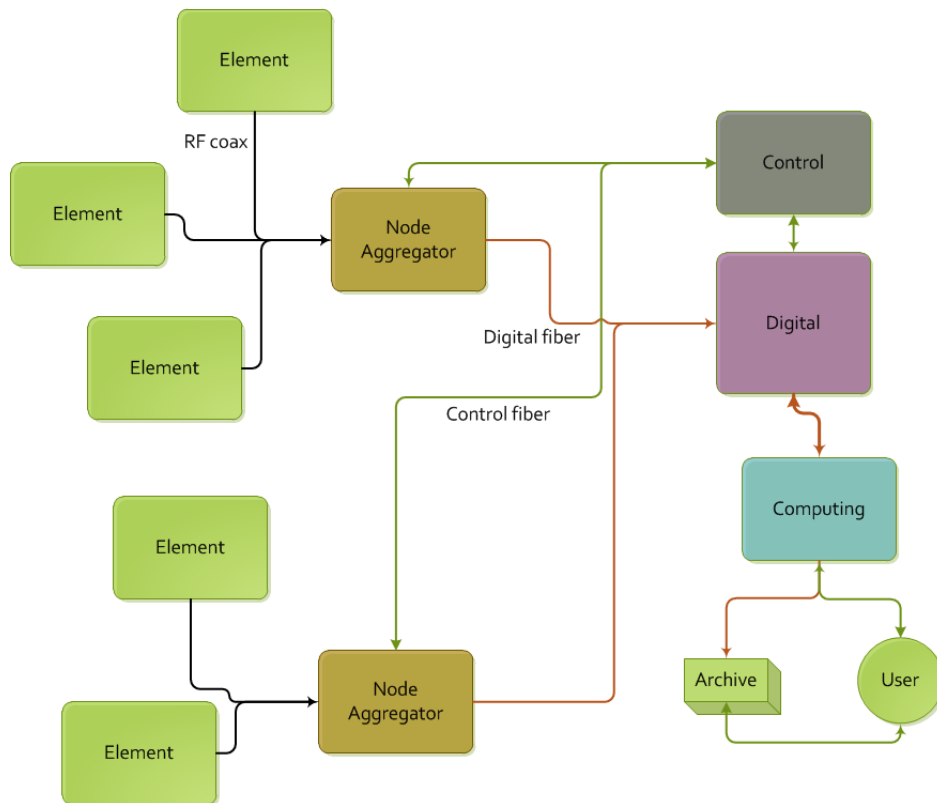 Element
RF coax
Element
Control
Node
Aggregator
Digital
Digital fiber
Element
Control fiber
Computing
Element
Archive
User
Node
Aggregator
Element